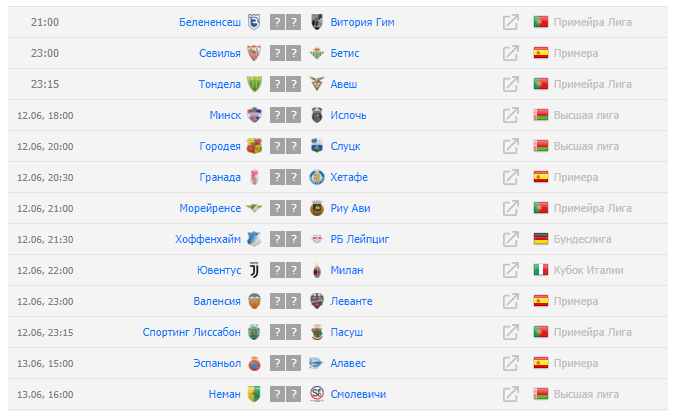 21:00 Белененсеш ? ? Витория Гим Примейра Лига
23:00 Севилья ? ? Бетис Примера
23:15 Тондела ? ? Авеш Примейра Лига
12.06, 18:00 Минск ? ? Ислочь Высшая лига
12.06, 20:00 Городея ? ? Слуцк Высшая лига
12.06, 20:30 Гранада ? ? Хетафе Примера
12.06, 21:00 Морейренсе ? ? Риу Ави Примейра Лига
12.06, 21:30 Хоффенхайм ? ? РБ Лейпциг Бундеслига
12.06, 22:00 Ювентус ? ? Милан Кубок Италии
12.06, 23:00 Валенсия ? ? Леванте Примера
12.06, 23:15 Спортинг Лиссабон ? ? Пасуш Примейра Лига
13.06, 15:00 Эспаньол ? ? Алавес Примера
13.06, 16:00 Неман ? ? Смолевичи Высшая лига